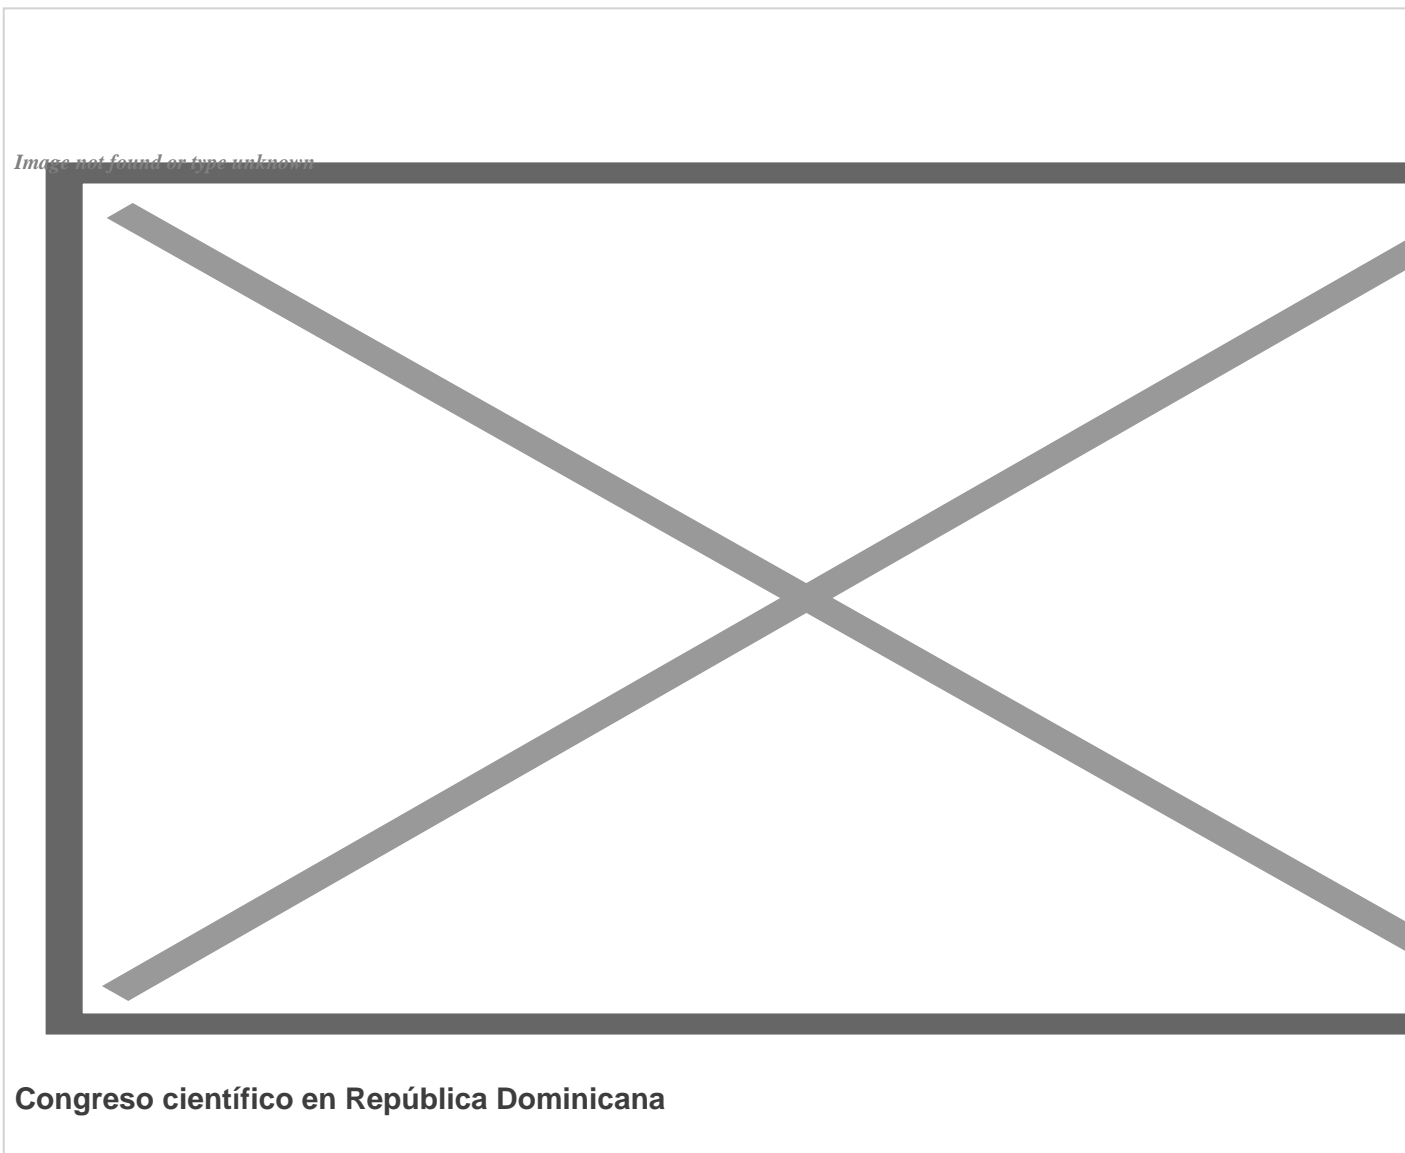 Image not found or type unknown
Congreso científico en República Dominicana